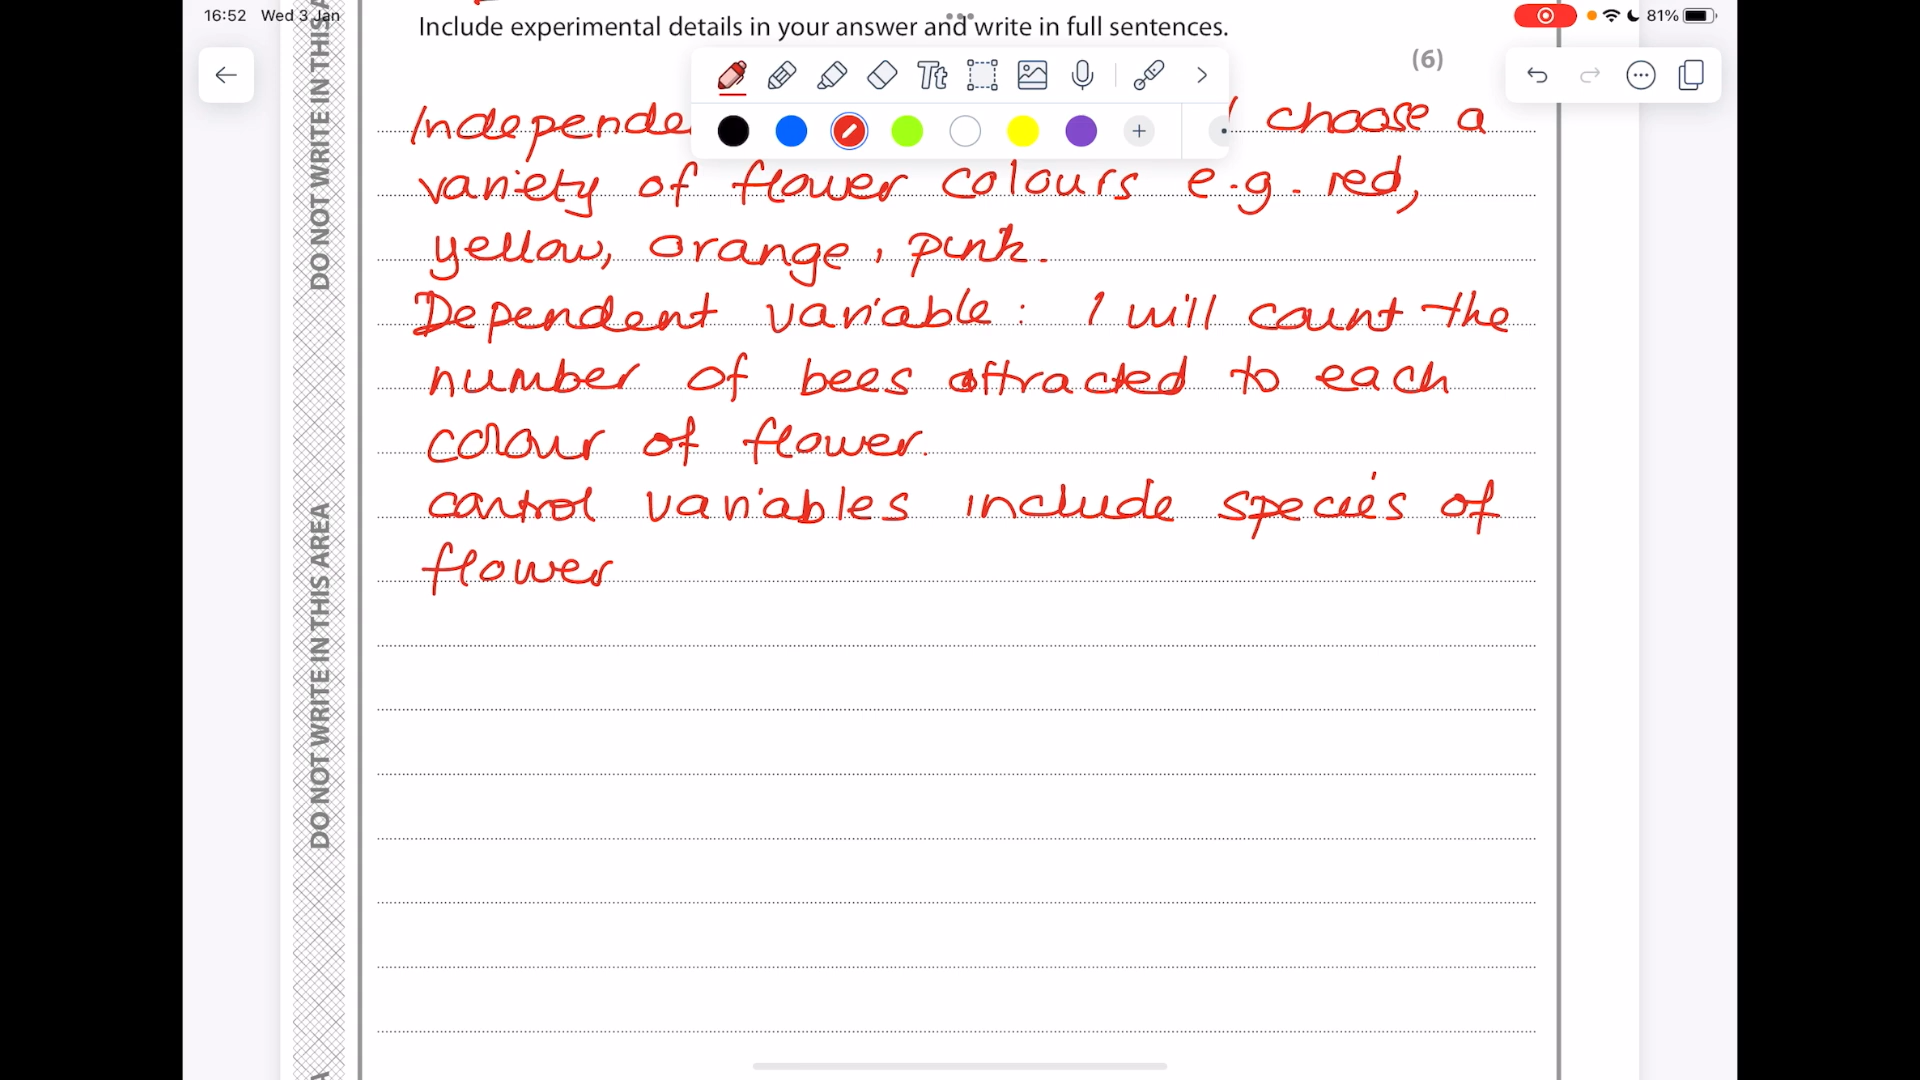 16:52 Wed 3 Jan
81%
Include experimental details in your answer and write in full sentences.
(6)
Tt
choose a
variety of flower colours e.g. red,
yellow, orange, pink.
Dependent variable: I will count the
number of bees attracted to each
colour of flower.
control variables include species of
flower
DO NOT WRITE IN THIS
DO NOT WRITE IN THIS AREA